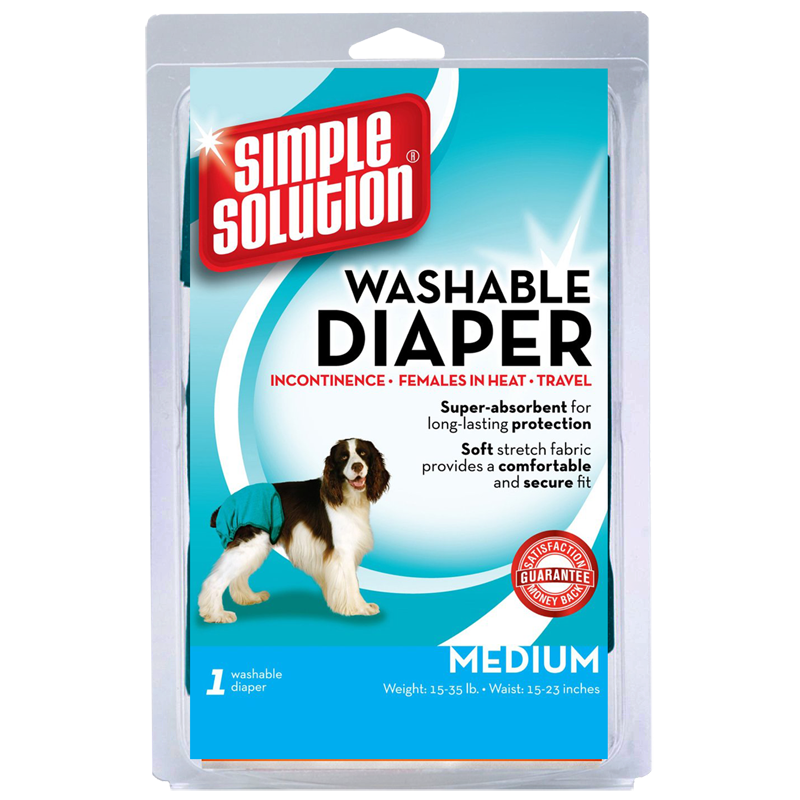 SIMPLE
SOLUTION®
WASHABLE
DIAPER
INCONTINENCE • FEMALES IN HEAT • TRAVEL
Super-absorbent for
long-lasting protection
Soft stretch fabric
provides a comfortable
and secure fit
SATISFACTION
GUARANTEE
MONEY BACK
MEDIUM
1 washable
diaper
Weight: 15-35 lb. • Waist: 15-23 inches